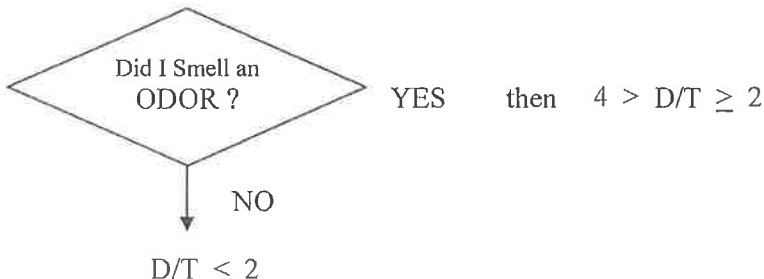 Did I Smell an
ODOR ?
YES then 4 > D/T ≥ 2
NO
D/T < 2